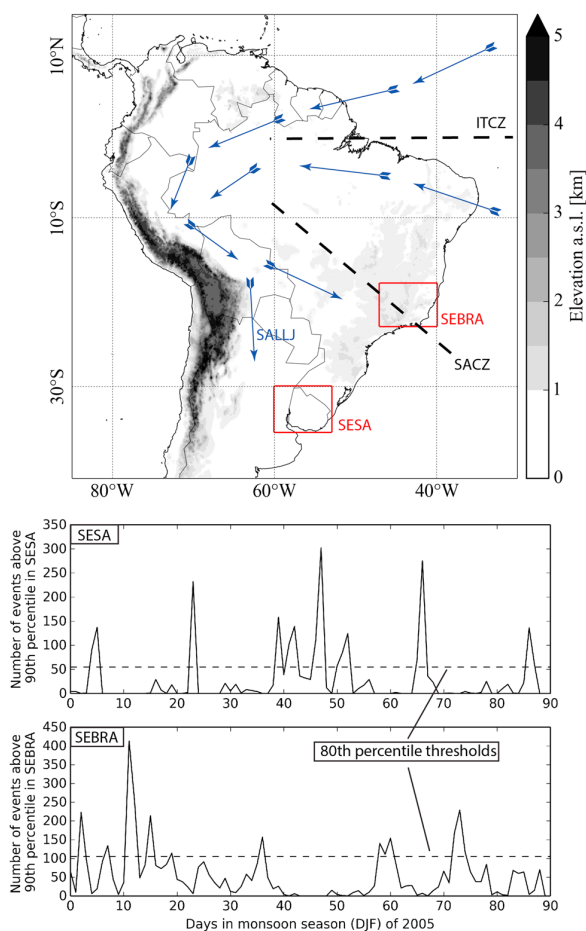 10°N
10°S
30°S
80°W
60°W
40°W
ITCZ
SALLJ
SEBRA
SACZ
SESA
5
4
3
2
1
0
Elevation a.s.l [km]
SESA
Number of events above
90th percentile in SESA
350
300
250
200
150
100
50
0
0 10 20 30 40 50 60 70 80 90
80th percentile thresholds
SEBRA
Number of events above
90th percentile in SEBRA
450
400
350
300
250
200
150
100
50
0
0 10 20 30 40 50 60 70 80 90
Days in monsoon season (DJF) of 2005